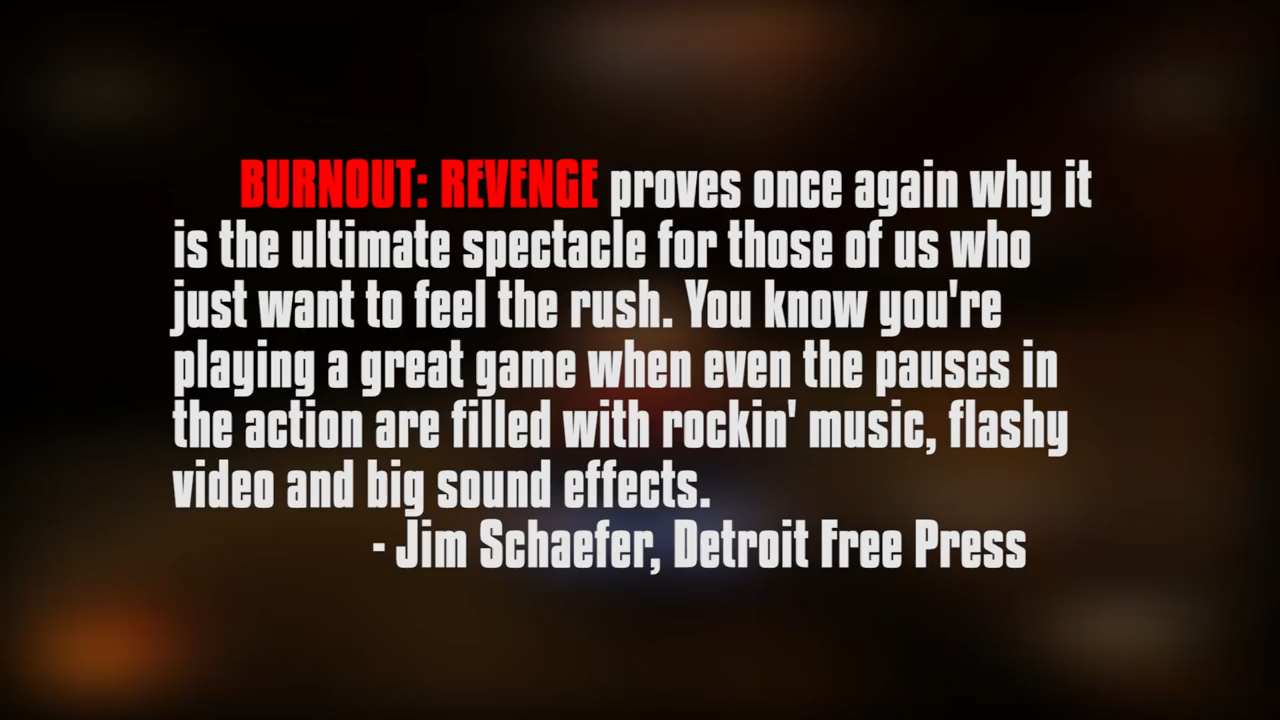 BURNOUT: REVENGE proves once again why it
is the ultimate spectacle for those of us who
just want to feel the rush. You know you're
playing a great game when even the pauses in
the action are filled with rockin' music, flashy
video and big sound effects.
- Jim Schaefer, Detroit Free Press